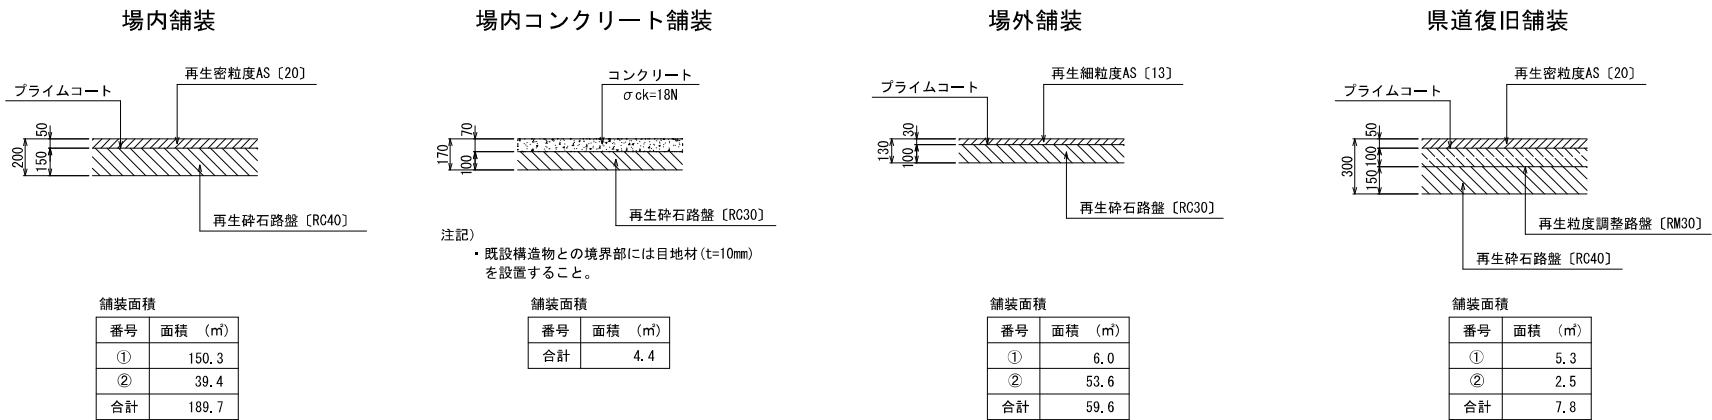 場内舗装
プライムコート
再生密粒度AS〔20〕
200
50
150
再生砕石路盤〔RC40〕
舗装面積
番号 面積 (㎡)
① 150.3
② 39.4
合計 189.7
場内コンクリート舗装
コンクリート
σck=18N
170
70
100
再生砕石路盤〔RC30〕
注記)
・既設構造物との境界部には目地材(t=10mm)
を設置すること。
舗装面積
番号 面積 (㎡)
合計 4.4
場外舗装
プライムコート
再生細粒度AS〔13〕
130
30
100
再生砕石路盤〔RC30〕
舗装面積
番号 面積 (㎡)
① 6.0
② 53.6
合計 59.6
県道復旧舗装
プライムコート
再生密粒度AS〔20〕
300
50
100
150
再生粒度調整路盤〔RM30〕
再生砕石路盤〔RC40〕
舗装面積
番号 面積 (㎡)
① 5.3
② 2.5
合計 7.8